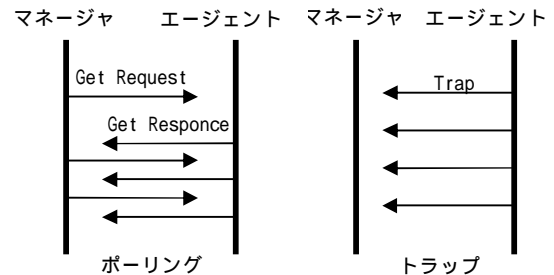 マネージャ エージェント
Get Request
Get Responce
ポーリング
マネージャ エージェント
Trap
トラップ